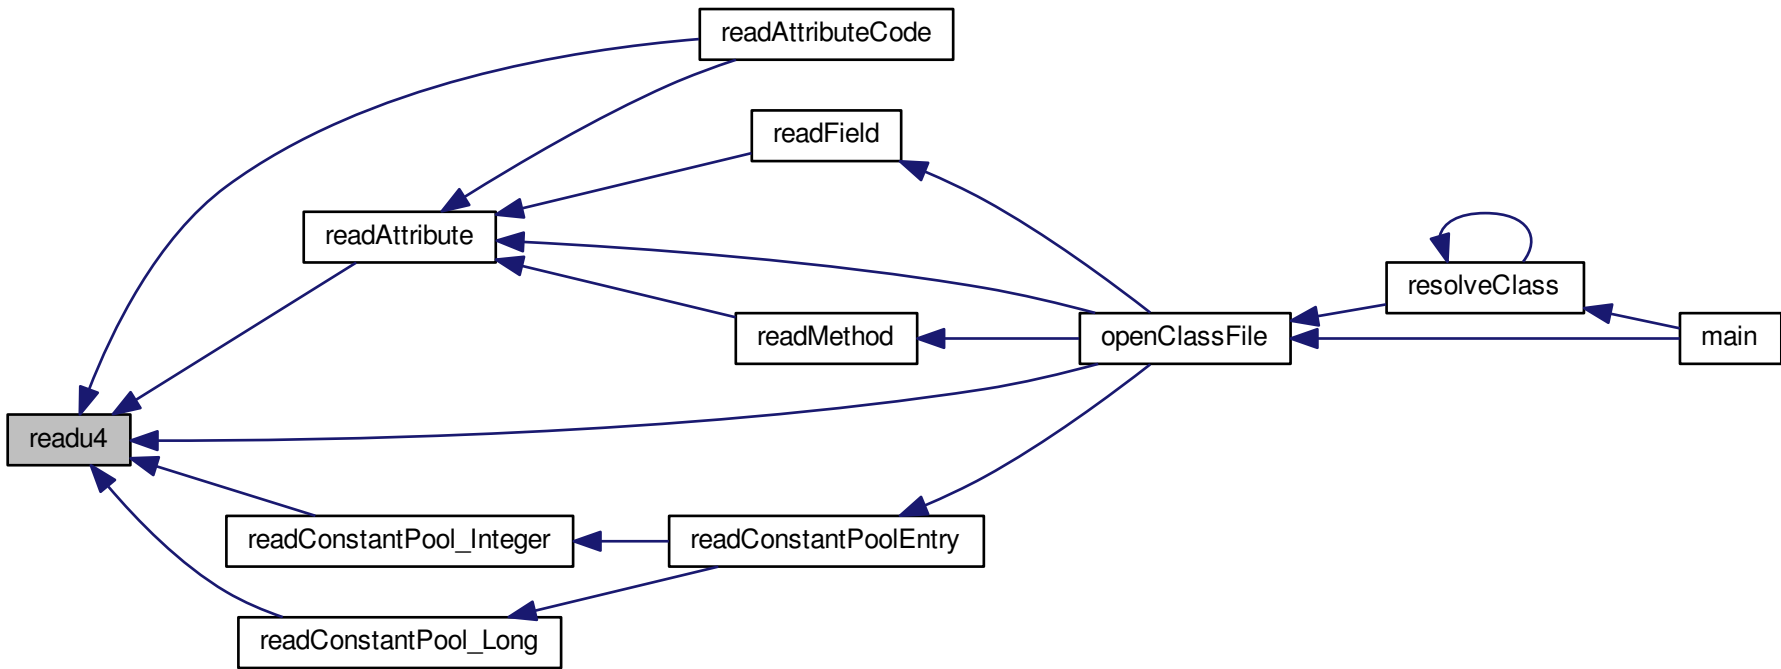 readAttributeCode
readField
readAttribute
resolveClass
readMethod
openClassFile
main
readu4
readConstantPool_Integer
readConstantPoolEntry
readConstantPool_Long